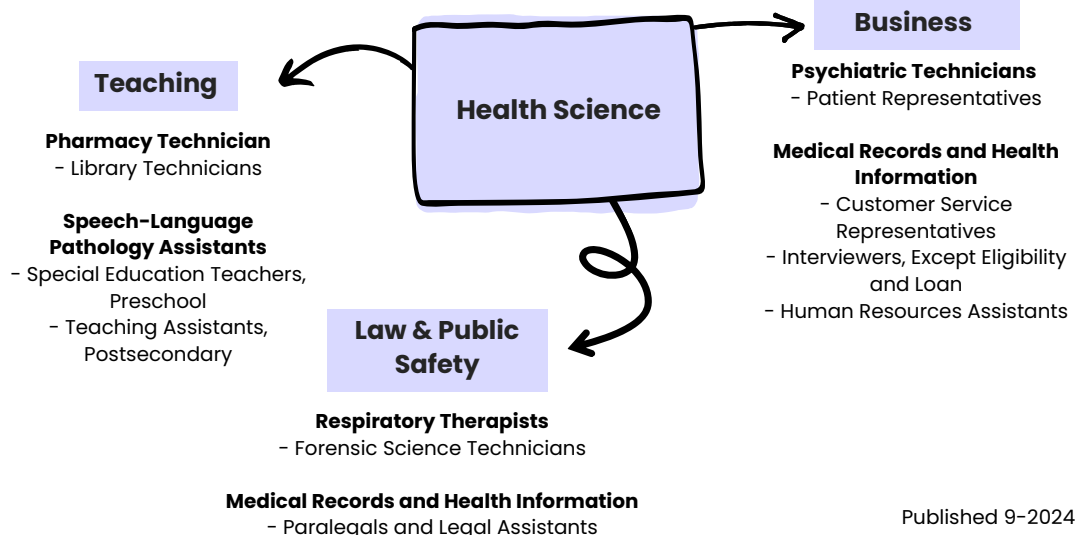 Health Science
Teaching
Pharmacy Technician
- Library Technicians
Speech-Language
Pathology Assistants
- Special Education Teachers,
Preschool
- Teaching Assistants,
Postsecondary
Law & Public
Safety
Respiratory Therapists
- Forensic Science Technicians
Medical Records and Health Information
- Paralegals and Legal Assistants
Business
Psychiatric Technicians
- Patient Representatives
Medical Records and Health
Information
- Customer Service
Representatives
- Interviewers, Except Eligibility
and Loan
- Human Resources Assistants
Published 9-2024